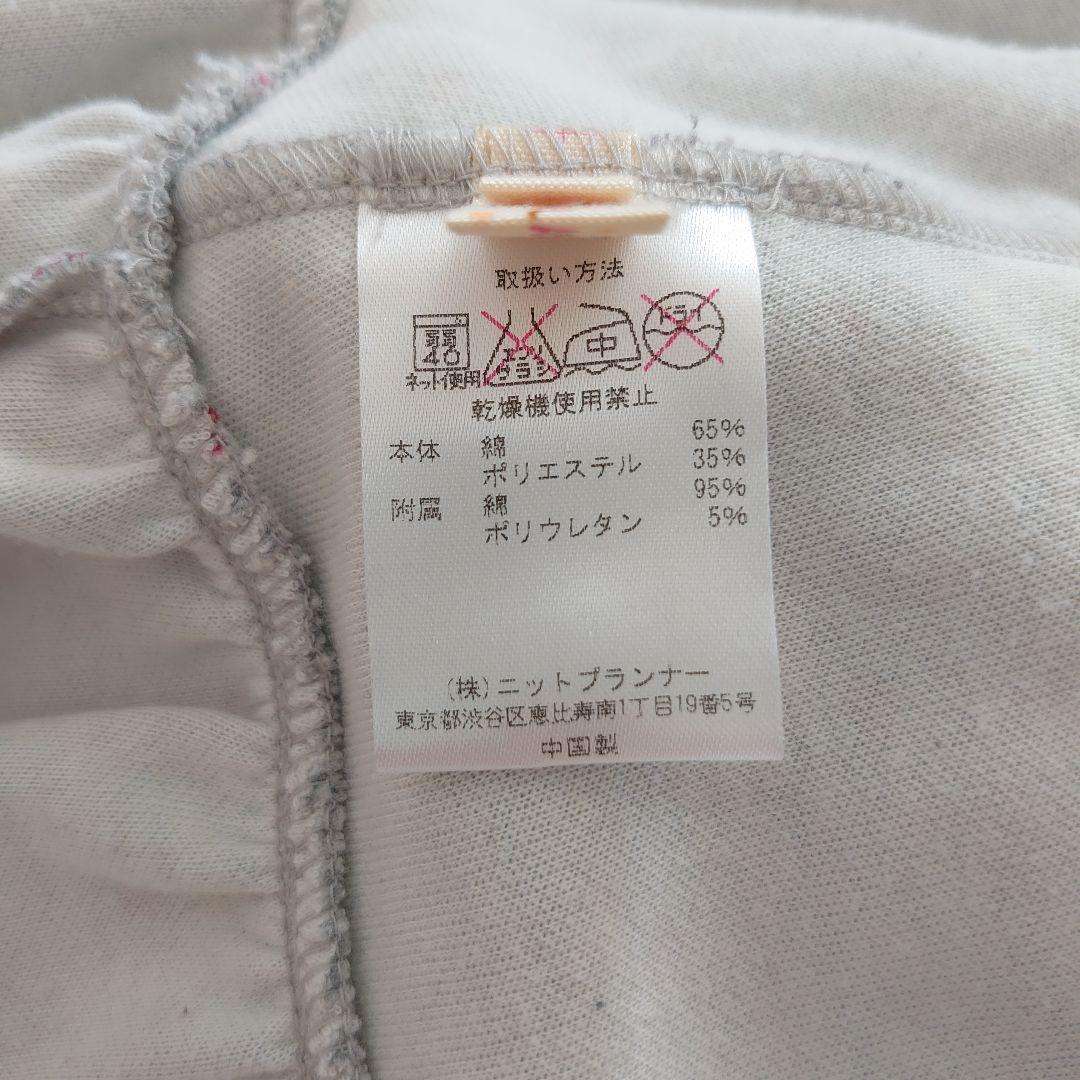 取扱い方法
弱 40 エンソ サラシ 中 ドライ
ネット使用
乾燥機使用禁止
本体 綿 65%
ポリエステル 35%
附属 綿 95%
ポリウレタン 5%
(株)ニットプランナー
東京都渋谷区恵比寿南1丁目19番5号
中国製